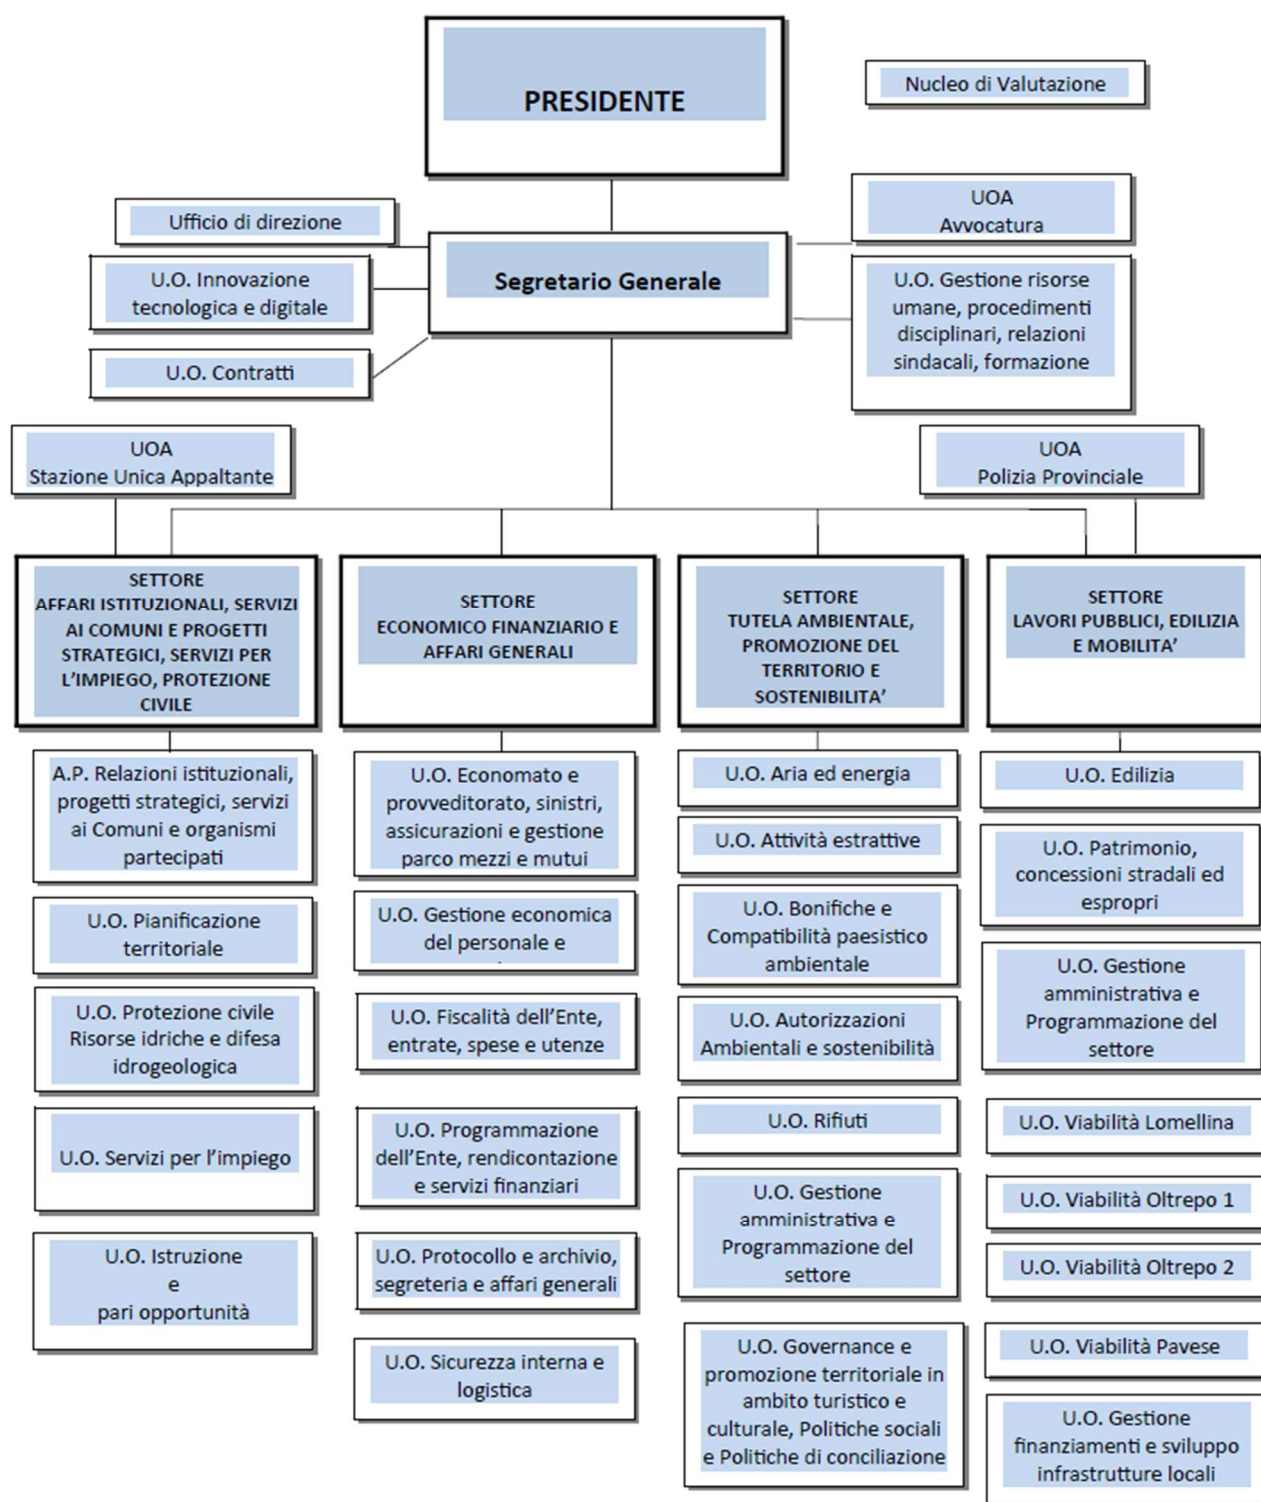 PRESIDENTE
Nucleo di Valutazione
Ufficio di direzione
UOA
Avvocatura
Segretario Generale
U.O. Innovazione
tecnologica e digitale
U.O. Gestione risorse
umane, procedimenti
disciplinari, relazioni
sindacali, formazione
U.O. Contratti
UOA
Stazione Unica Appaltante
UOA
Polizia Provinciale
SETTORE
AFFARI ISTITUZIONALI, SERVIZI
AI COMUNI E PROGETTI
STRATEGICI, SERVIZI PER
L’IMPIEGO, PROTEZIONE
CIVILE
SETTORE
ECONOMICO FINANZIARIO E
AFFARI GENERALI
SETTORE
TUTELA AMBIENTALE,
PROMOZIONE DEL
TERRITORIO E
SOSTENIBILITA’
SETTORE
LAVORI PUBBLICI, EDILIZIA
E MOBILITA’
A.P. Relazioni istituzionali,
progetti strategici, servizi
ai Comuni e organismi
partecipati
U.O. Pianificazione
territoriale
U.O. Protezione civile
Risorse idriche e difesa
idrogeologica
U.O. Servizi per l’impiego
U.O. Istruzione
e
pari opportunità
U.O. Economato e
provveditorato, sinistri,
assicurazioni e gestione
parco mezzi e mutui
U.O. Gestione economica
del personale e
U.O. Fiscalità dell’Ente,
entrate, spese e utenze
U.O. Programmazione
dell’Ente, rendicontazione
e servizi finanziari
U.O. Protocollo e archivio,
segreteria e affari generali
U.O. Sicurezza interna e
logistica
U.O. Aria ed energia
U.O. Attività estrattive
U.O. Bonifiche e
Compatibilità paesistico
ambientale
U.O. Autorizzazioni
Ambientali e sostenibilità
U.O. Rifiuti
U.O. Gestione
amministrativa e
Programmazione del
settore
U.O. Governance e
promozione territoriale in
ambito turistico e
culturale, Politiche sociali
e Politiche di conciliazione
U.O. Edilizia
U.O. Patrimonio,
concessioni stradali ed
espropri
U.O. Gestione
amministrativa e
Programmazione del
settore
U.O. Viabilità Lomellina
U.O. Viabilità Oltrepo 1
U.O. Viabilità Oltrepo 2
U.O. Viabilità Pavese
U.O. Gestione
finanziamenti e sviluppo
infrastrutture locali